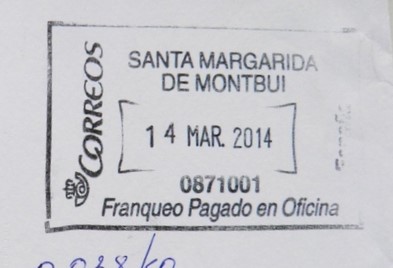 CORREOS
SANTA MARGARIDA
DE MONTBUI
14 MAR. 2014
0871001
Franqueo Pagado en Oficina